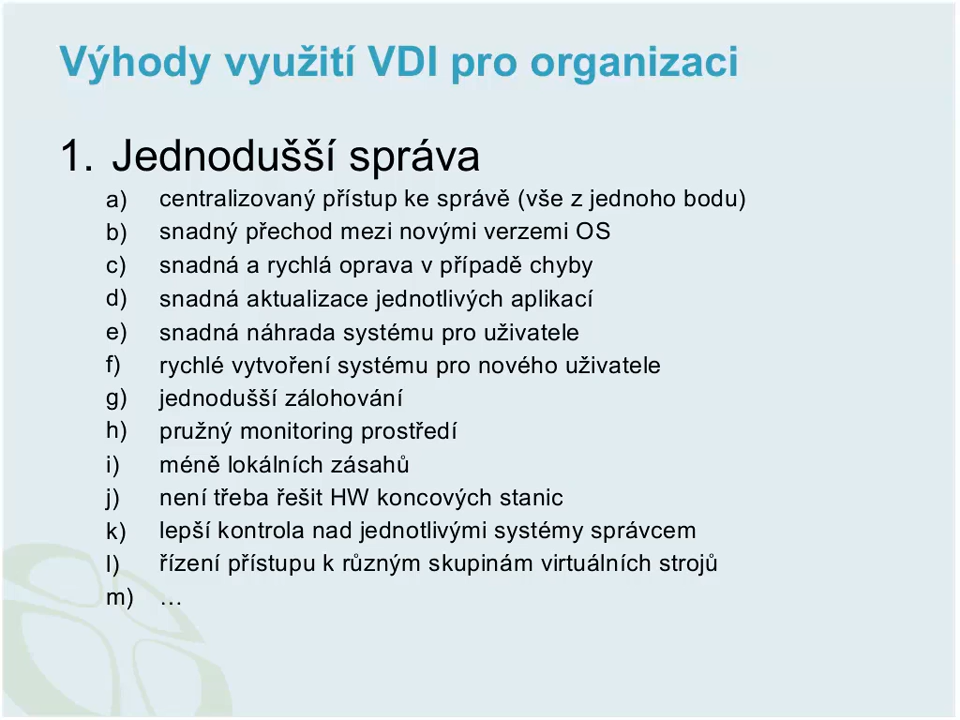 Výhody využití VDI pro organizaci
1. Jednodušší správa
a) centralizovaný přístup ke správě (vše z jednoho bodu)
b) snadný přechod mezi novými verzemi OS
c) snadná a rychlá oprava v případě chyby
d) snadná aktualizace jednotlivých aplikací
e) snadná náhrada systému pro uživatele
f) rychlé vytvoření systému pro nového uživatele
g) jednodušší zálohování
h) pružný monitoring prostředí
i) méně lokálních zásahů
j) není třeba řešit HW koncových stanic
k) lepší kontrola nad jednotlivými systémy správcem
l) řízení přístupu k různým skupinám virtuálních strojů
m) …